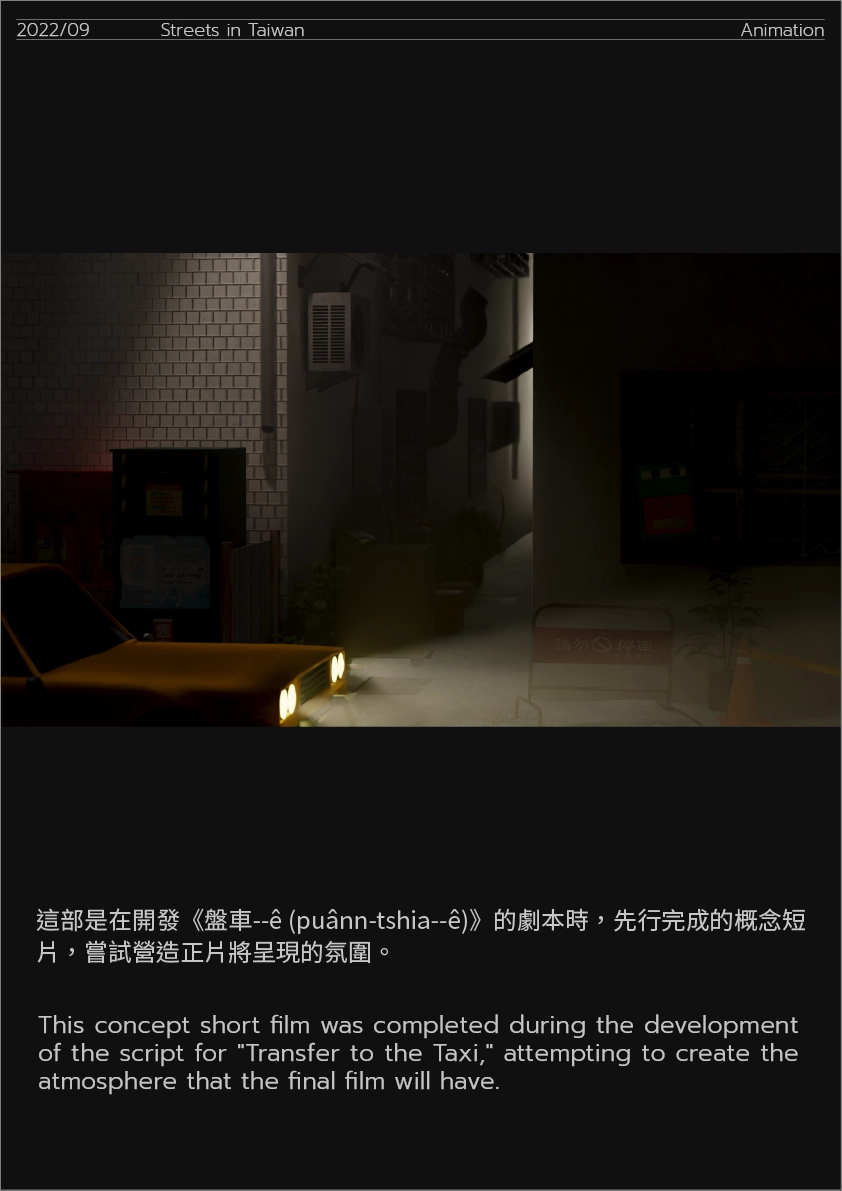 2022/09 Streets in Taiwan Animation
請勿 停車
這部是在開發《盤車--ê (puânn-tshia--ê)》的劇本時，先行完成的概念短
片，嘗試營造正片將呈現的氛圍。
This concept short film was completed during the development
of the script for "Transfer to the Taxi," attempting to create the
atmosphere that the final film will have.